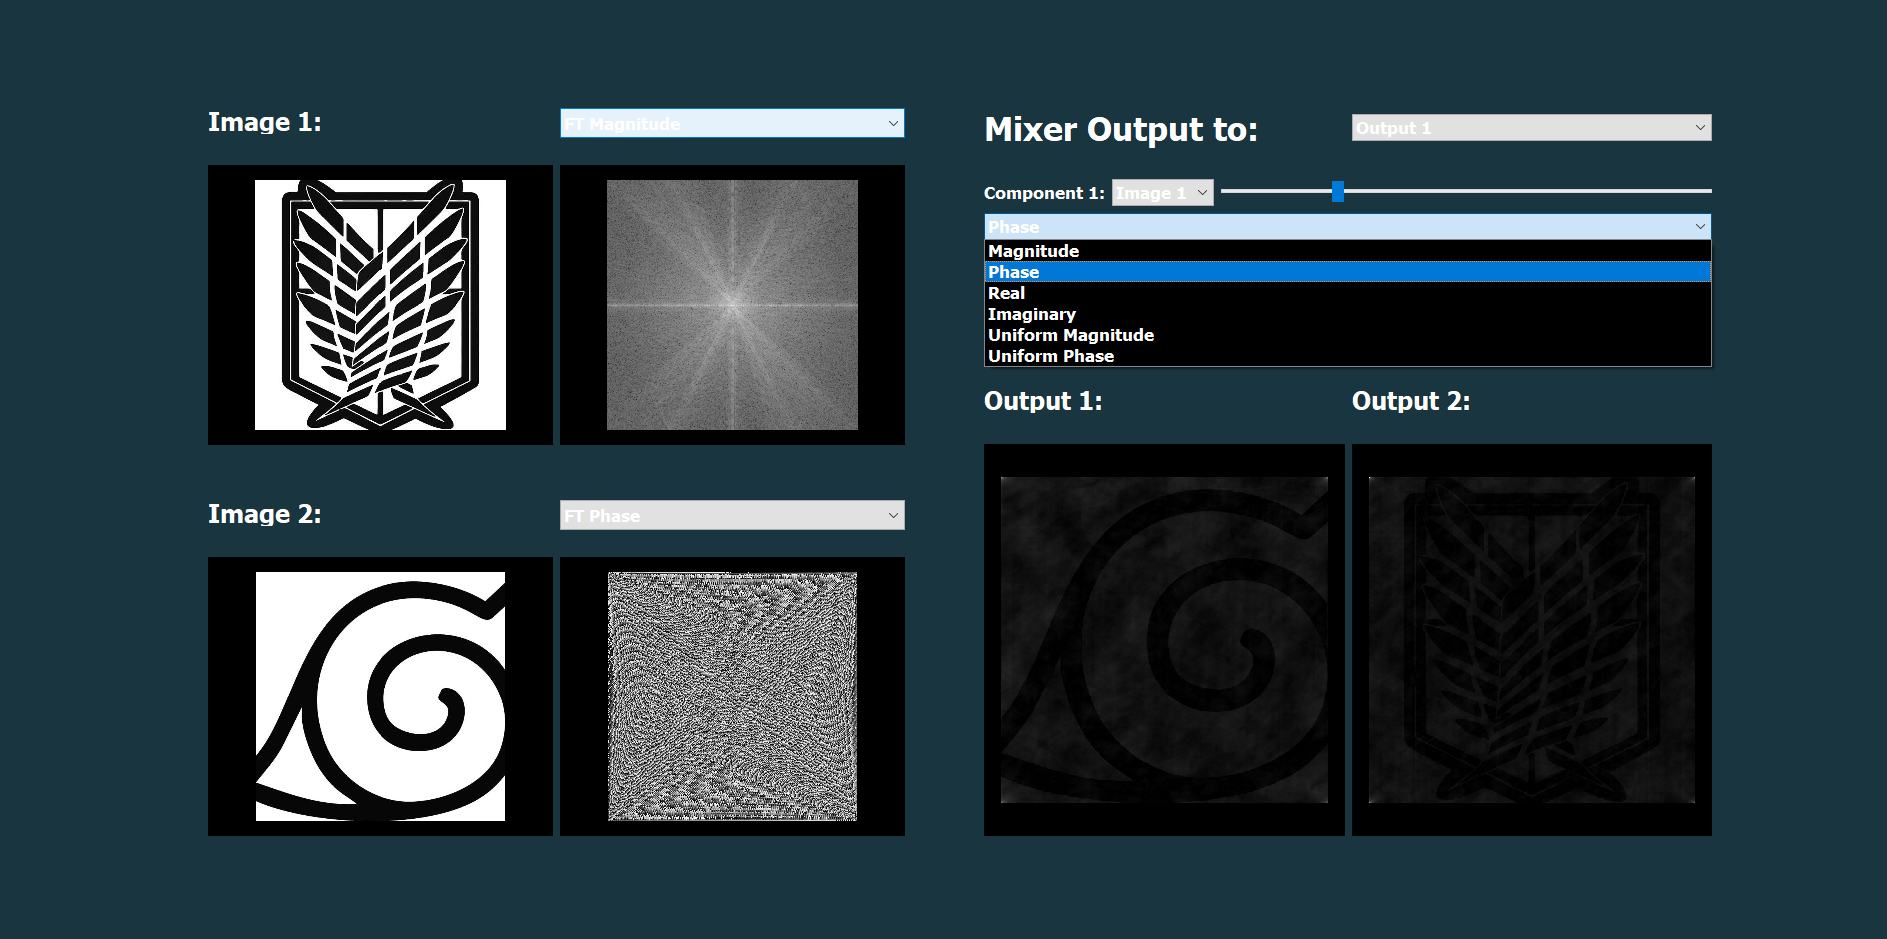 Image 1:
FT Magnitude
Image 2:
FT Phase
Mixer Output to:
Output 1
Component 1:
Image 1
Phase
Magnitude
Phase
Real
Imaginary
Uniform Magnitude
Uniform Phase
Output 1:
Output 2: